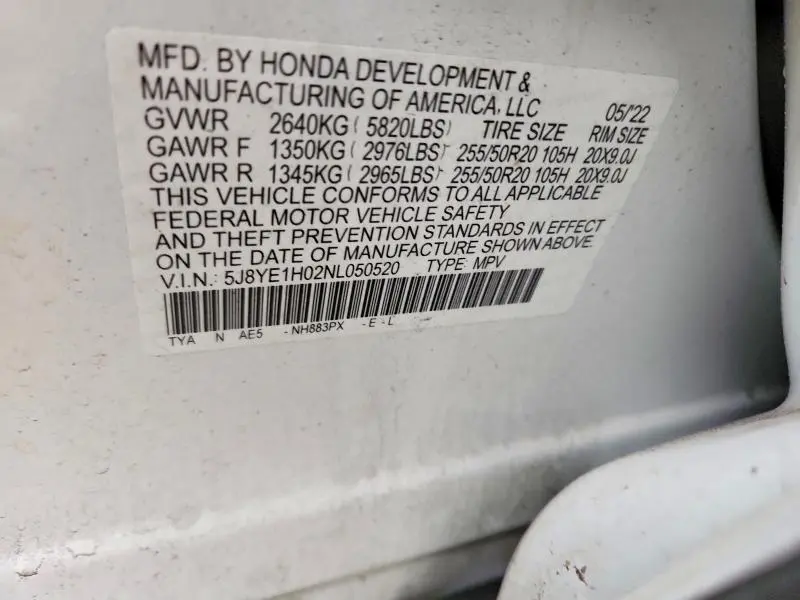 MFD. BY HONDA DEVELOPMENT &
MANUFACTURING OF AMERICA, LLC 05/22
GVWR 2640KG ( 5820LBS) TIRE SIZE RIM SIZE
GAWR F 1350KG ( 2976LBS) 255/50R20 105H 20X9.0J
GAWR R 1345KG ( 2965LBS) 255/50R20 105H 20X9.0J
THIS VEHICLE CONFORMS TO ALL APPLICABLE
FEDERAL MOTOR VEHICLE SAFETY
AND THEFT PREVENTION STANDARDS IN EFFECT
ON THE DATE OF MANUFACTURE SHOWN ABOVE.
V.I.N.: 5J8YE1H02NL050520 TYPE: MPV
TYA N AE5 - NH883PX - E - L